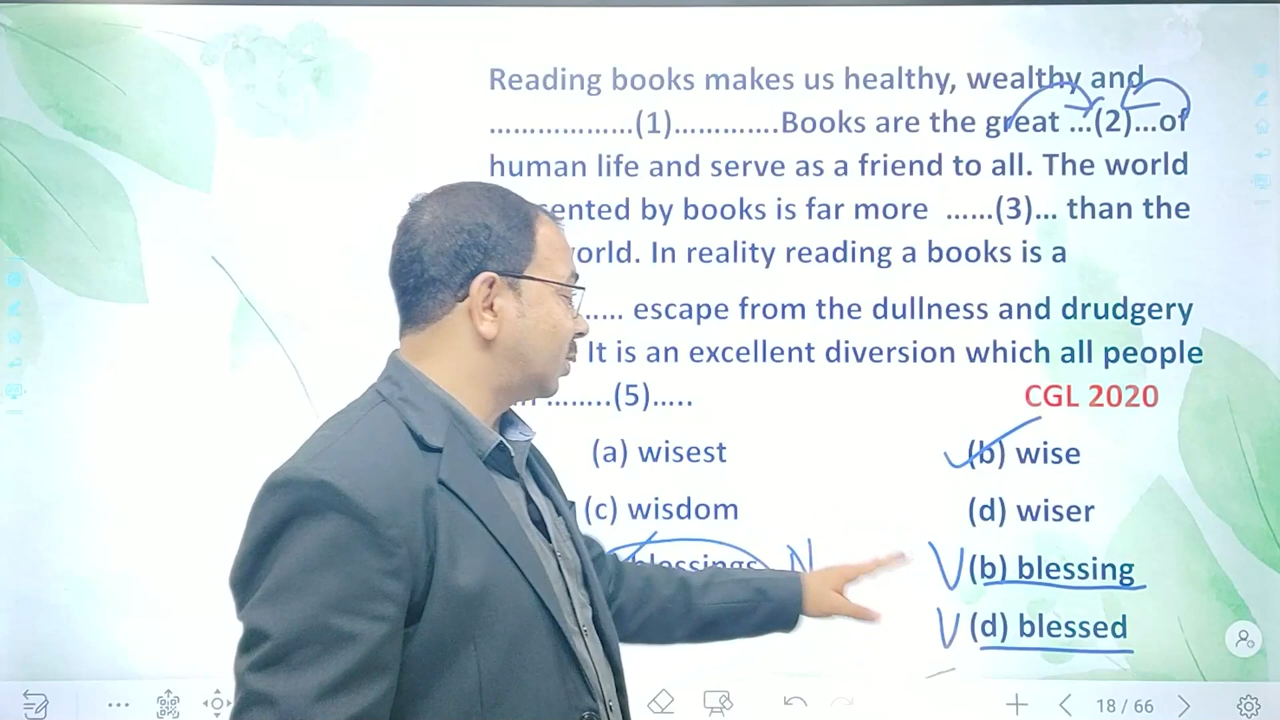 Reading books makes us healthy, wealthy and
..................(1).............Books are the great ...(2)...of
human life and serve as a friend to all. The world
by books is far more ......(3)... than the
In reality reading a books is a
..... escape from the dullness and drudgery
It is an excellent diversion which all people
........(5).....
CGL 2020
(a) wisest
(b) wise
(c) wisdom
(d) wiser
blessings N
V (b) blessing
V (d) blessed
18 / 66